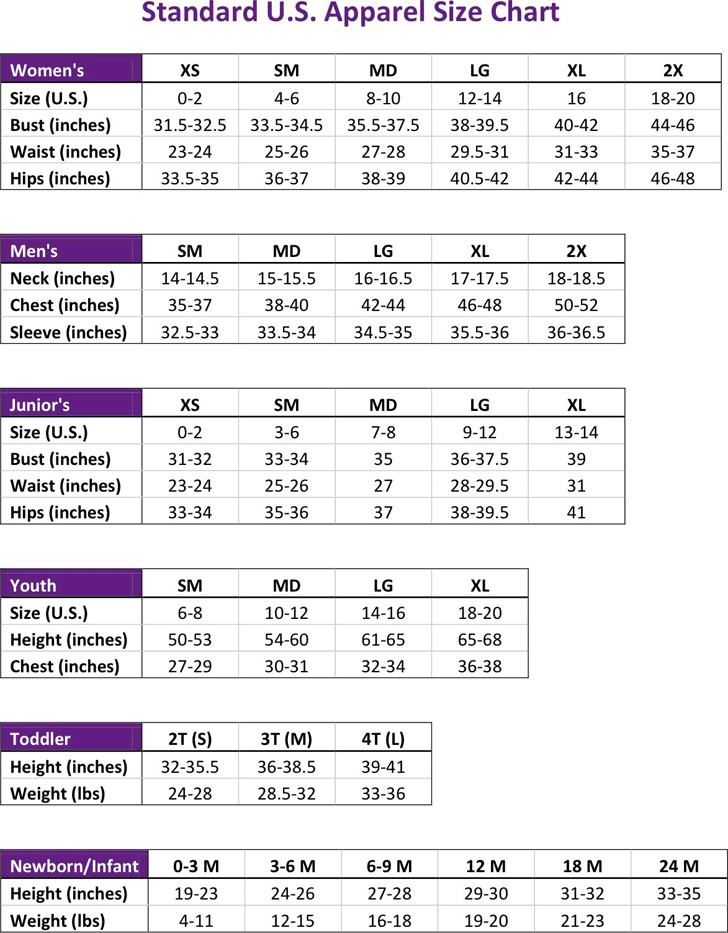 Standard U.S. Apparel Size Chart
Women's XS SM MD LG XL 2X
Size (U.S.) 0-2 4-6 8-10 12-14 16 18-20
Bust (inches) 31.5-32.5 33.5-34.5 35.5-37.5 38-39.5 40-42 44-46
Waist (inches) 23-24 25-26 27-28 29.5-31 31-33 35-37
Hips (inches) 33.5-35 36-37 38-39 40.5-42 42-44 46-48
Men's SM MD LG XL 2X
Neck (inches) 14-14.5 15-15.5 16-16.5 17-17.5 18-18.5
Chest (inches) 35-37 38-40 42-44 46-48 50-52
Sleeve (inches) 32.5-33 33.5-34 34.5-35 35.5-36 36-36.5
Junior's XS SM MD LG XL
Size (U.S.) 0-2 3-6 7-8 9-12 13-14
Bust (inches) 31-32 33-34 35 36-37.5 39
Waist (inches) 23-24 25-26 27 28-29.5 31
Hips (inches) 33-34 35-36 37 38-39.5 41
Youth SM MD LG XL
Size (U.S.) 6-8 10-12 14-16 18-20
Height (inches) 50-53 54-60 61-65 65-68
Chest (inches) 27-29 30-31 32-34 36-38
Toddler 2T (S) 3T (M) 4T (L)
Height (inches) 32-35.5 36-38.5 39-41
Weight (lbs) 24-28 28.5-32 33-36
Newborn/Infant 0-3 M 3-6 M 6-9 M 12 M 18 M 24 M
Height (inches) 19-23 24-26 27-28 29-30 31-32 33-35
Weight (lbs) 4-11 12-15 16-18 19-20 21-23 24-28